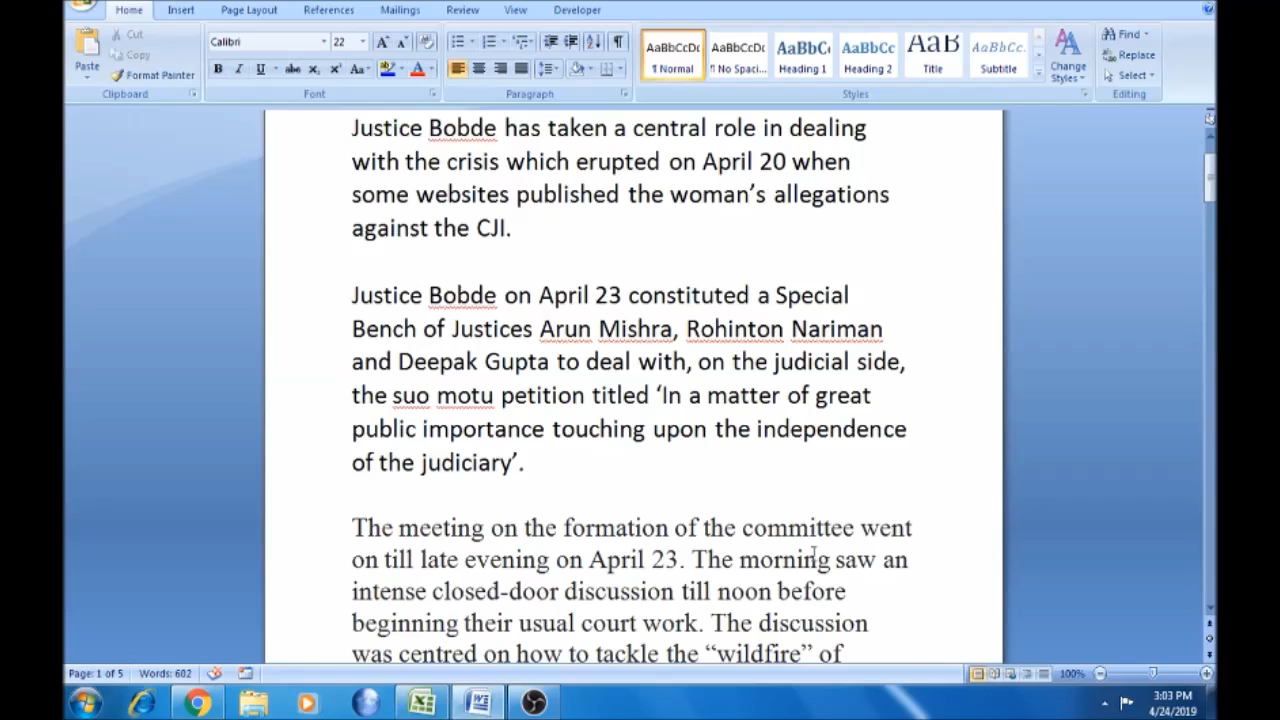 Home Insert Page Layout References Mailings Review View Developer
Paste
Cut
Copy
Format Painter
Clipboard
Calibri 22
Font
Paragraph
AaBbCcDc AaBbCcDc AaBbC AaBbCc AaB AaBbCc.
¶ Normal ¶ No Spaci... Heading 1 Heading 2 Title Subtitle
Change Styles
Styles
Find
Replace
Select
Editing
Justice Bobde has taken a central role in dealing
with the crisis which erupted on April 20 when
some websites published the woman’s allegations
against the CJI.
Justice Bobde on April 23 constituted a Special
Bench of Justices Arun Mishra, Rohinton Nariman
and Deepak Gupta to deal with, on the judicial side,
the suo motu petition titled ‘In a matter of great
public importance touching upon the independence
of the judiciary’.
The meeting on the formation of the committee went
on till late evening on April 23. The morning saw an
intense closed-door discussion till noon before
beginning their usual court work. The discussion
was centred on how to tackle the “wildfire” of
Page: 1 of 5 Words: 602 100%
3:03 PM
4/24/2019